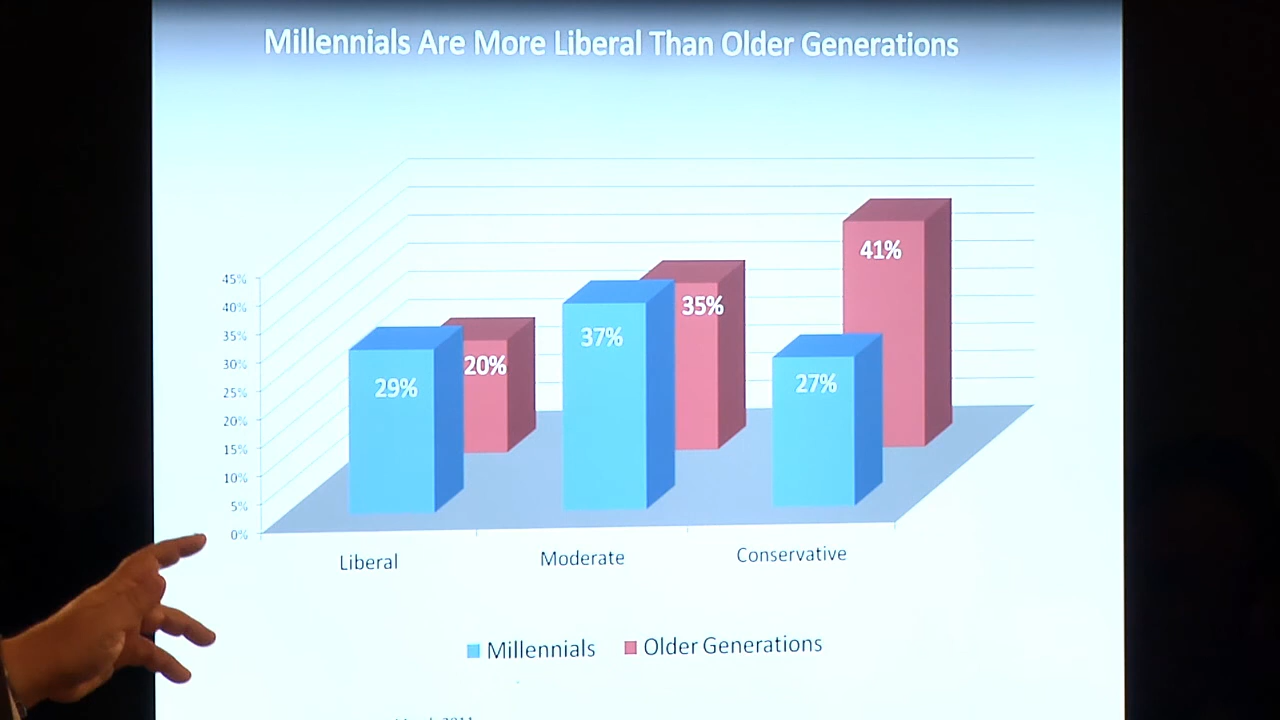 Millennials Are More Liberal Than Older Generations
45%
40%
35%
30%
25%
20%
15%
10%
5%
0%
29%
20%
37%
35%
27%
41%
Liberal
Moderate
Conservative
Millennials
Older Generations